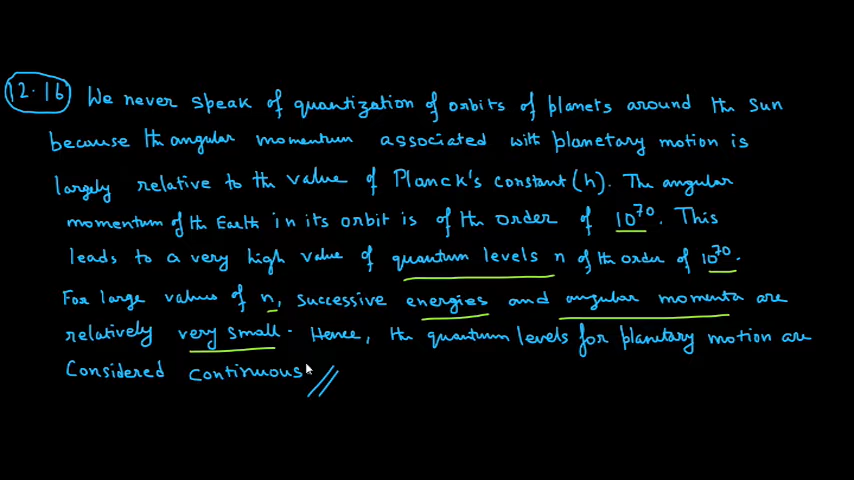 12.16 We never speak of quantization of orbits of planets around the sun
because the angular momentum associated with planetary motion is
largely relative to the value of Planck's constant (h). The angular
momentum of the Earth in its orbit is of the order of 10⁷⁰. This
leads to a very high value of quantum levels n of the order of 10⁷⁰.
For large values of n, successive energies and angular momenta are
relatively very small. Hence, the quantum levels for planetary motion are
Considered continuous. //